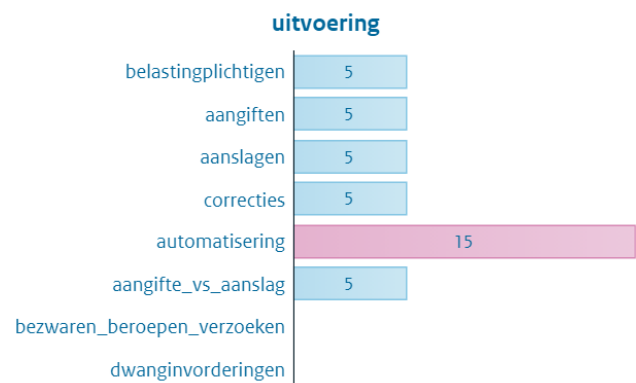 uitvoering
belastingplichtigen 5
aangiften 5
aanslagen 5
correcties 5
automatisering 15
aangifte_vs_aanslag 5
bezwaren_beroepen_verzoeken
dwanginvorderingen